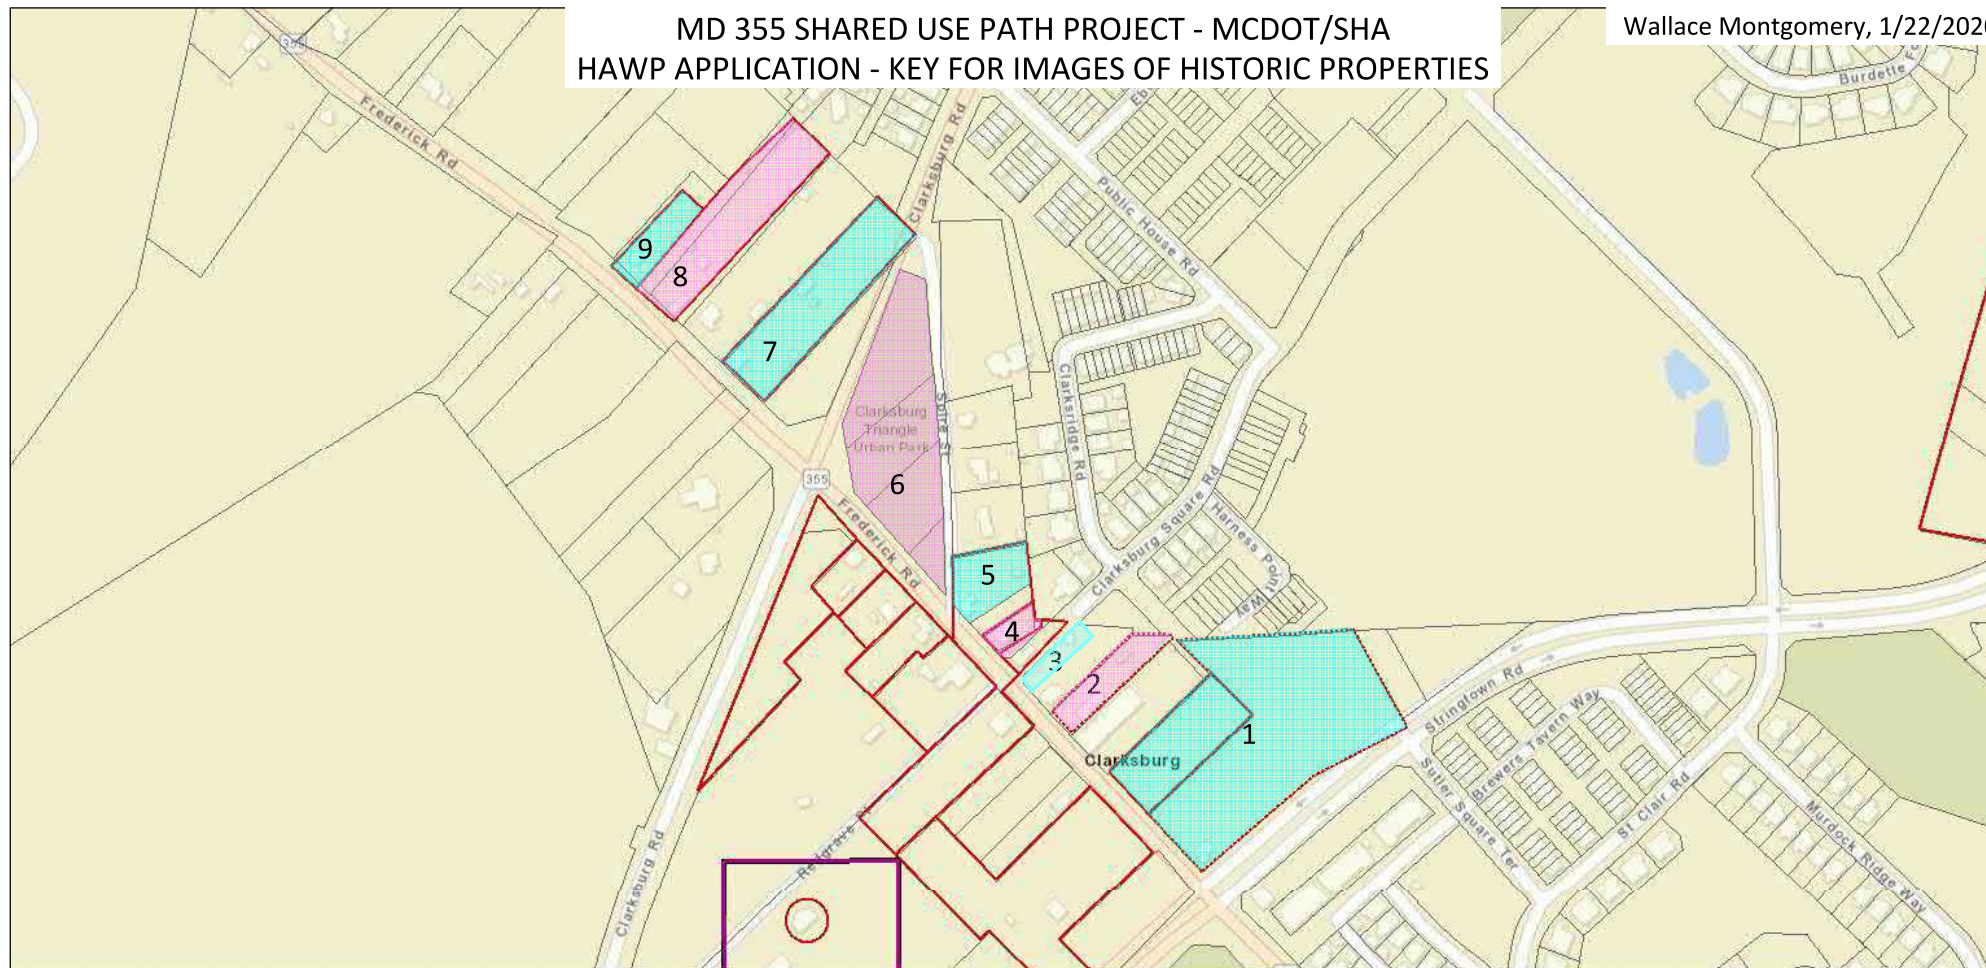 MD 355 SHARED USE PATH PROJECT - MCDOT/SHA
HAWP APPLICATION - KEY FOR IMAGES OF HISTORIC PROPERTIES
Wallace Montgomery, 1/22/2020
355
Frederick Rd
Clarksburg Rd
Burdette
Public House Rd
9
8
7
Clarksburg
Triangle
Urban Park
Spire St
Clarksridge Rd
355
6
Frederick Rd
Clarksburg Square Rd
Harness Point
Way
5
4
3
2
1
Clarksburg
Stringtown Rd
Brewers Tavern Way
Sutler Square Ter
St Clair Rd
Murdock Ridge Way
Redgrave Pl
Clarksburg Rd